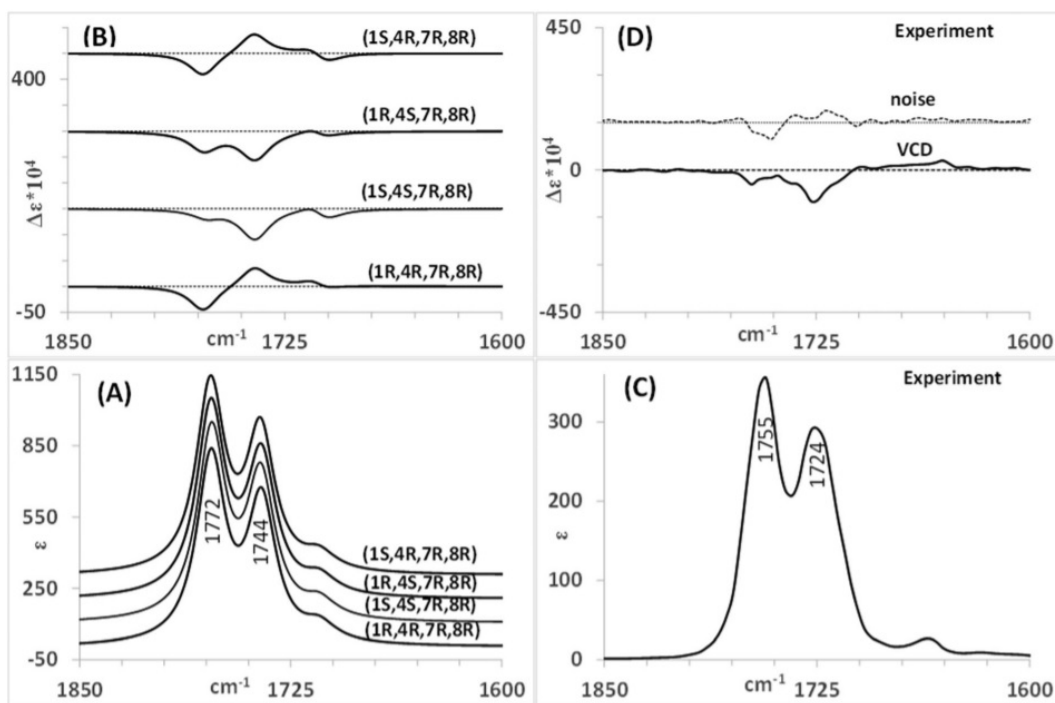 (B)
(1S,4R,7R,8R)
400
(1R,4S,7R,8R)
Δε*10⁴
(1S,4S,7R,8R)
(1R,4R,7R,8R)
-50
1850
cm⁻¹
1725
1600
(D)
450
Experiment
noise
VCD
0
Δε*10⁴
-450
1850
cm⁻¹
1725
1600
(A)
1150
850
550
ε
250
-50
1772
1744
(1S,4R,7R,8R)
(1R,4S,7R,8R)
(1S,4S,7R,8R)
(1R,4R,7R,8R)
1850
cm⁻¹
1725
1600
(C)
Experiment
300
200
ε
100
0
1755
1724
1850
cm⁻¹
1725
1600